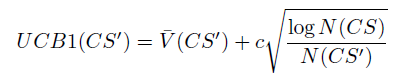 UCB1(CS′) = V̄(CS′) + c√(log N(CS) / N(CS′))